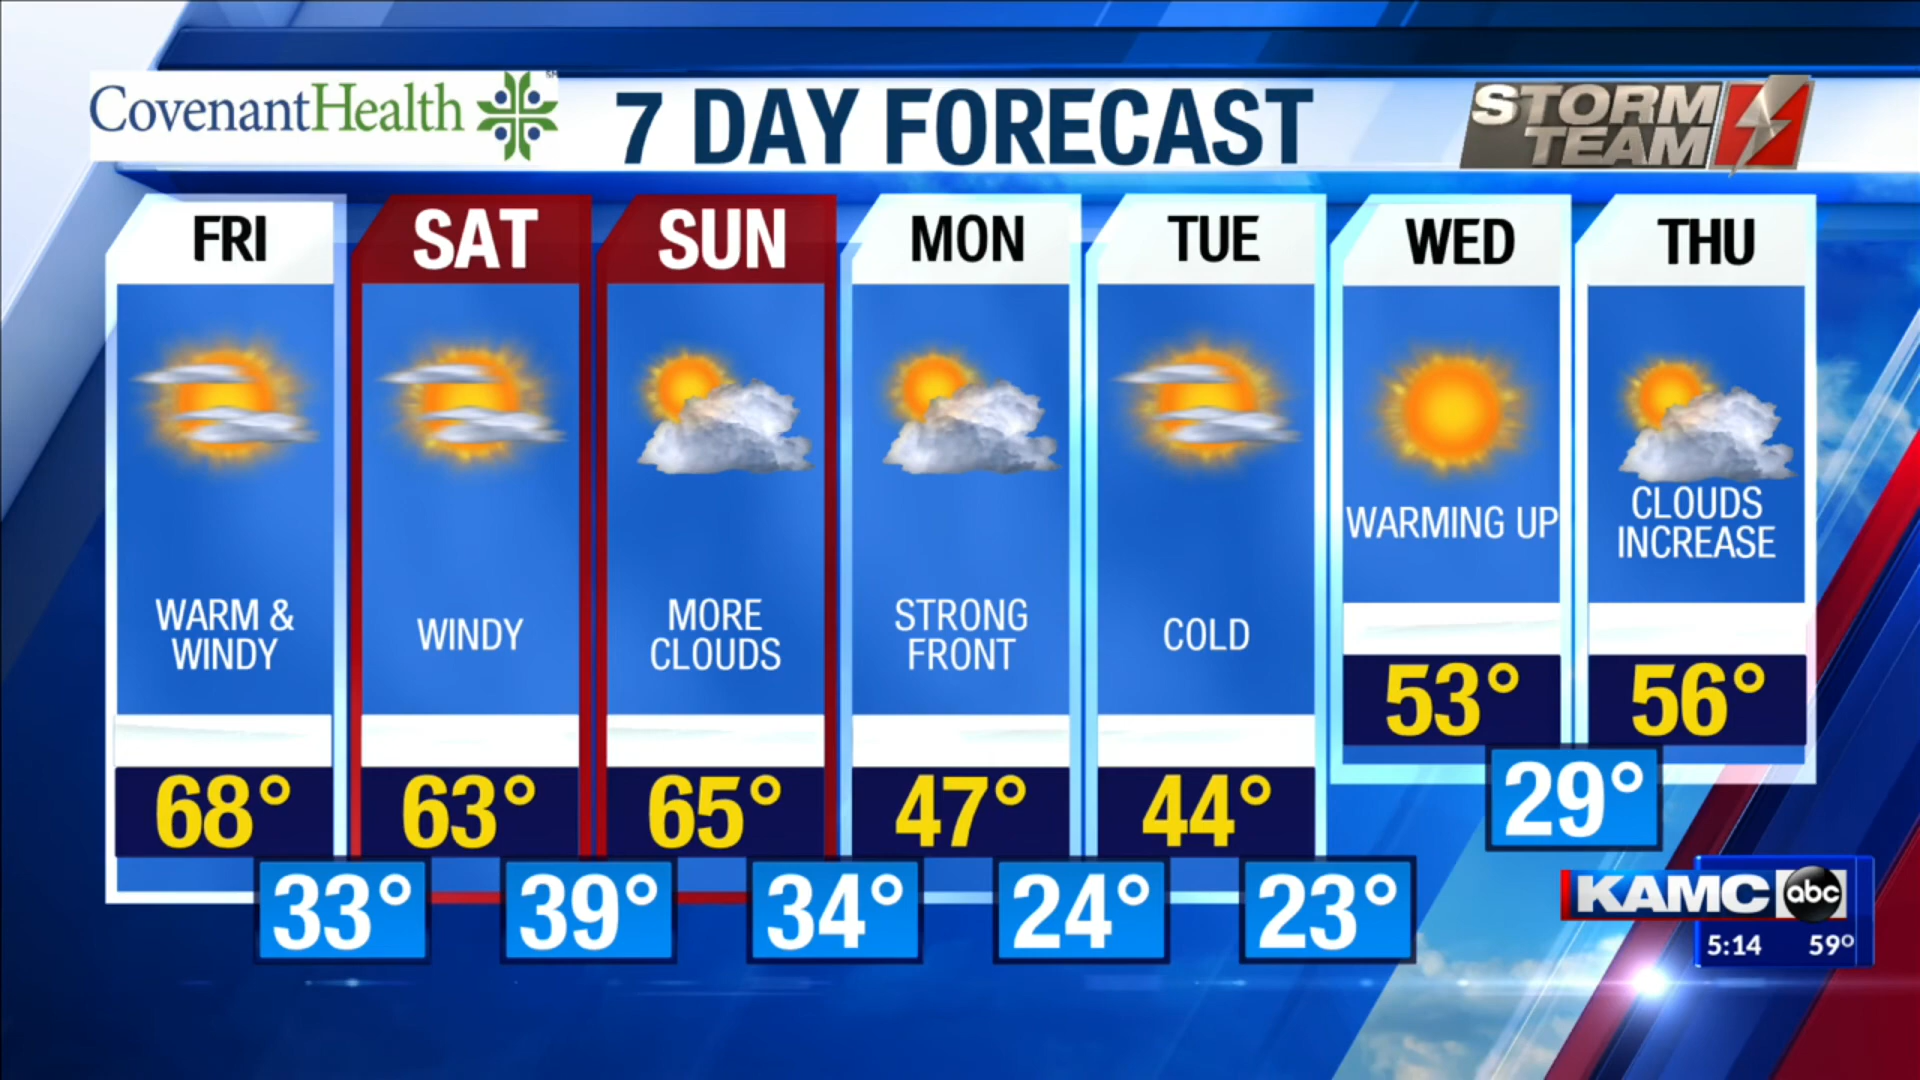 CovenantHealth SM
7 DAY FORECAST
STORM
TEAM
FRI
SAT
SUN
MON
TUE
WED
THU
WARM &
WINDY
WINDY
MORE
CLOUDS
STRONG
FRONT
COLD
WARMING UP
CLOUDS
INCREASE
68°
63°
65°
47°
44°
53°
56°
33°
39°
34°
24°
23°
29°
KAMC abc
5:14 59°